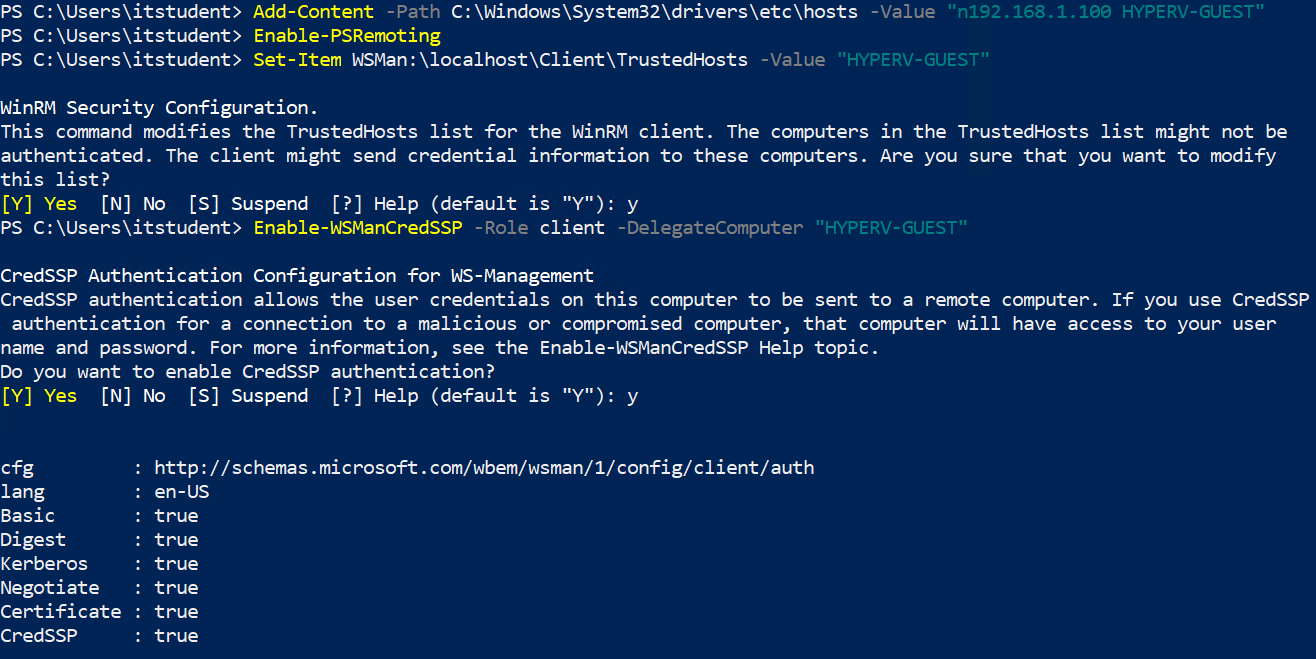 PS C:\Users\itstudent> Add-Content -Path C:\Windows\System32\drivers\etc\hosts -Value "n192.168.1.100 HYPERV-GUEST"
PS C:\Users\itstudent> Enable-PSRemoting
PS C:\Users\itstudent> Set-Item WSMan:\localhost\Client\TrustedHosts -Value "HYPERV-GUEST"
WinRM Security Configuration.
This command modifies the TrustedHosts list for the WinRM client. The computers in the TrustedHosts list might not be
authenticated. The client might send credential information to these computers. Are you sure that you want to modify
this list?
[Y] Yes  [N] No  [S] Suspend  [?] Help (default is "Y"): y
PS C:\Users\itstudent> Enable-WSManCredSSP -Role client -DelegateComputer "HYPERV-GUEST"
CredSSP Authentication Configuration for WS-Management
CredSSP authentication allows the user credentials on this computer to be sent to a remote computer. If you use CredSSP
 authentication for a connection to a malicious or compromised computer, that computer will have access to your user
name and password. For more information, see the Enable-WSManCredSSP Help topic.
Do you want to enable CredSSP authentication?
[Y] Yes  [N] No  [S] Suspend  [?] Help (default is "Y"): y
cfg         : http://schemas.microsoft.com/wbem/wsman/1/config/client/auth
lang        : en-US
Basic       : true
Digest      : true
Kerberos    : true
Negotiate   : true
Certificate : true
CredSSP     : true